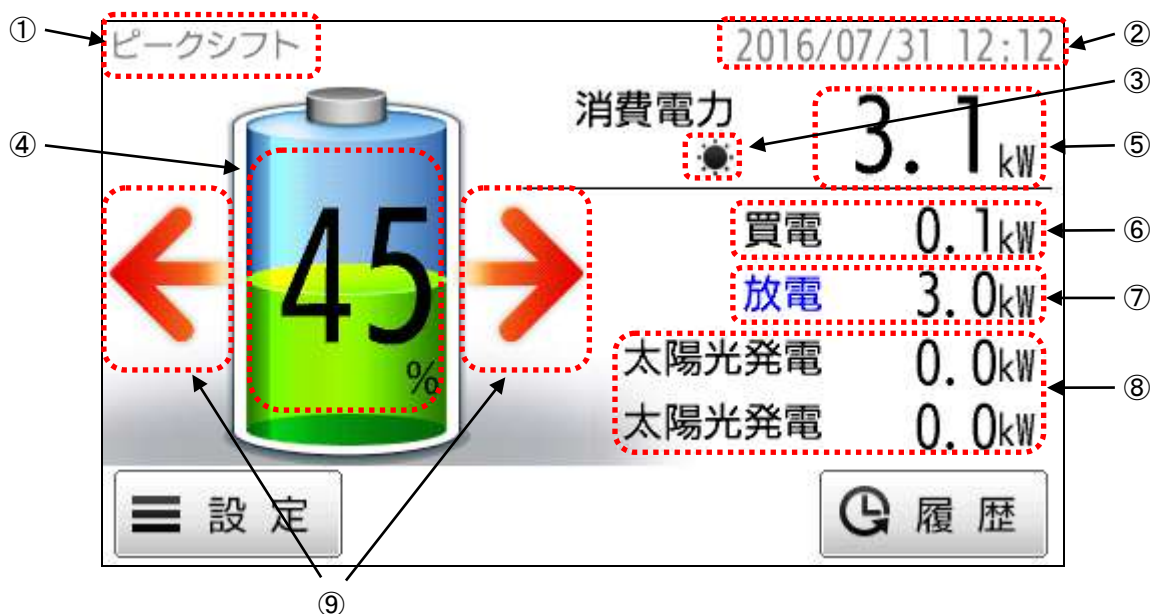 ① ピークシフト 2016/07/31 12:12 ②
③
消費電力 3.1kW ⑤
④
45%
買電 0.1kW ⑥
放電 3.0kW ⑦
太陽光発電 0.0kW
⑧
太陽光発電 0.0kW
設定 履歴
⑨